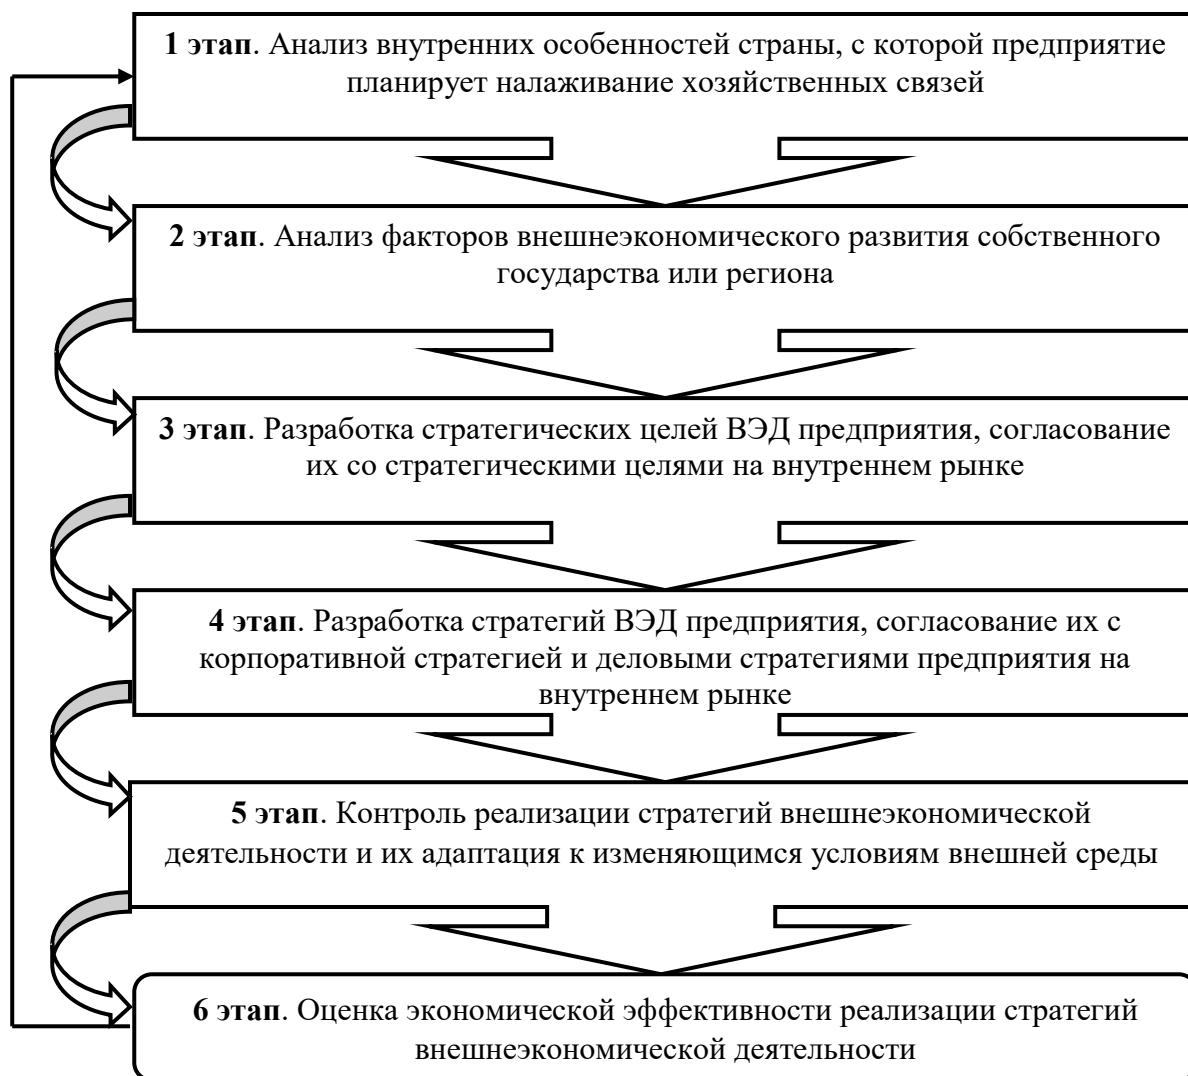 1 этап. Анализ внутренних особенностей страны, с которой предприятие
планирует налаживание хозяйственных связей
2 этап. Анализ факторов внешнеэкономического развития собственного
государства или региона
3 этап. Разработка стратегических целей ВЭД предприятия, согласование
их со стратегическими целями на внутреннем рынке
4 этап. Разработка стратегий ВЭД предприятия, согласование их с
корпоративной стратегией и деловыми стратегиями предприятия на
внутреннем рынке
5 этап. Контроль реализации стратегий внешнеэкономической
деятельности и их адаптация к изменяющимся условиям внешней среды
6 этап. Оценка экономической эффективности реализации стратегий
внешнеэкономической деятельности